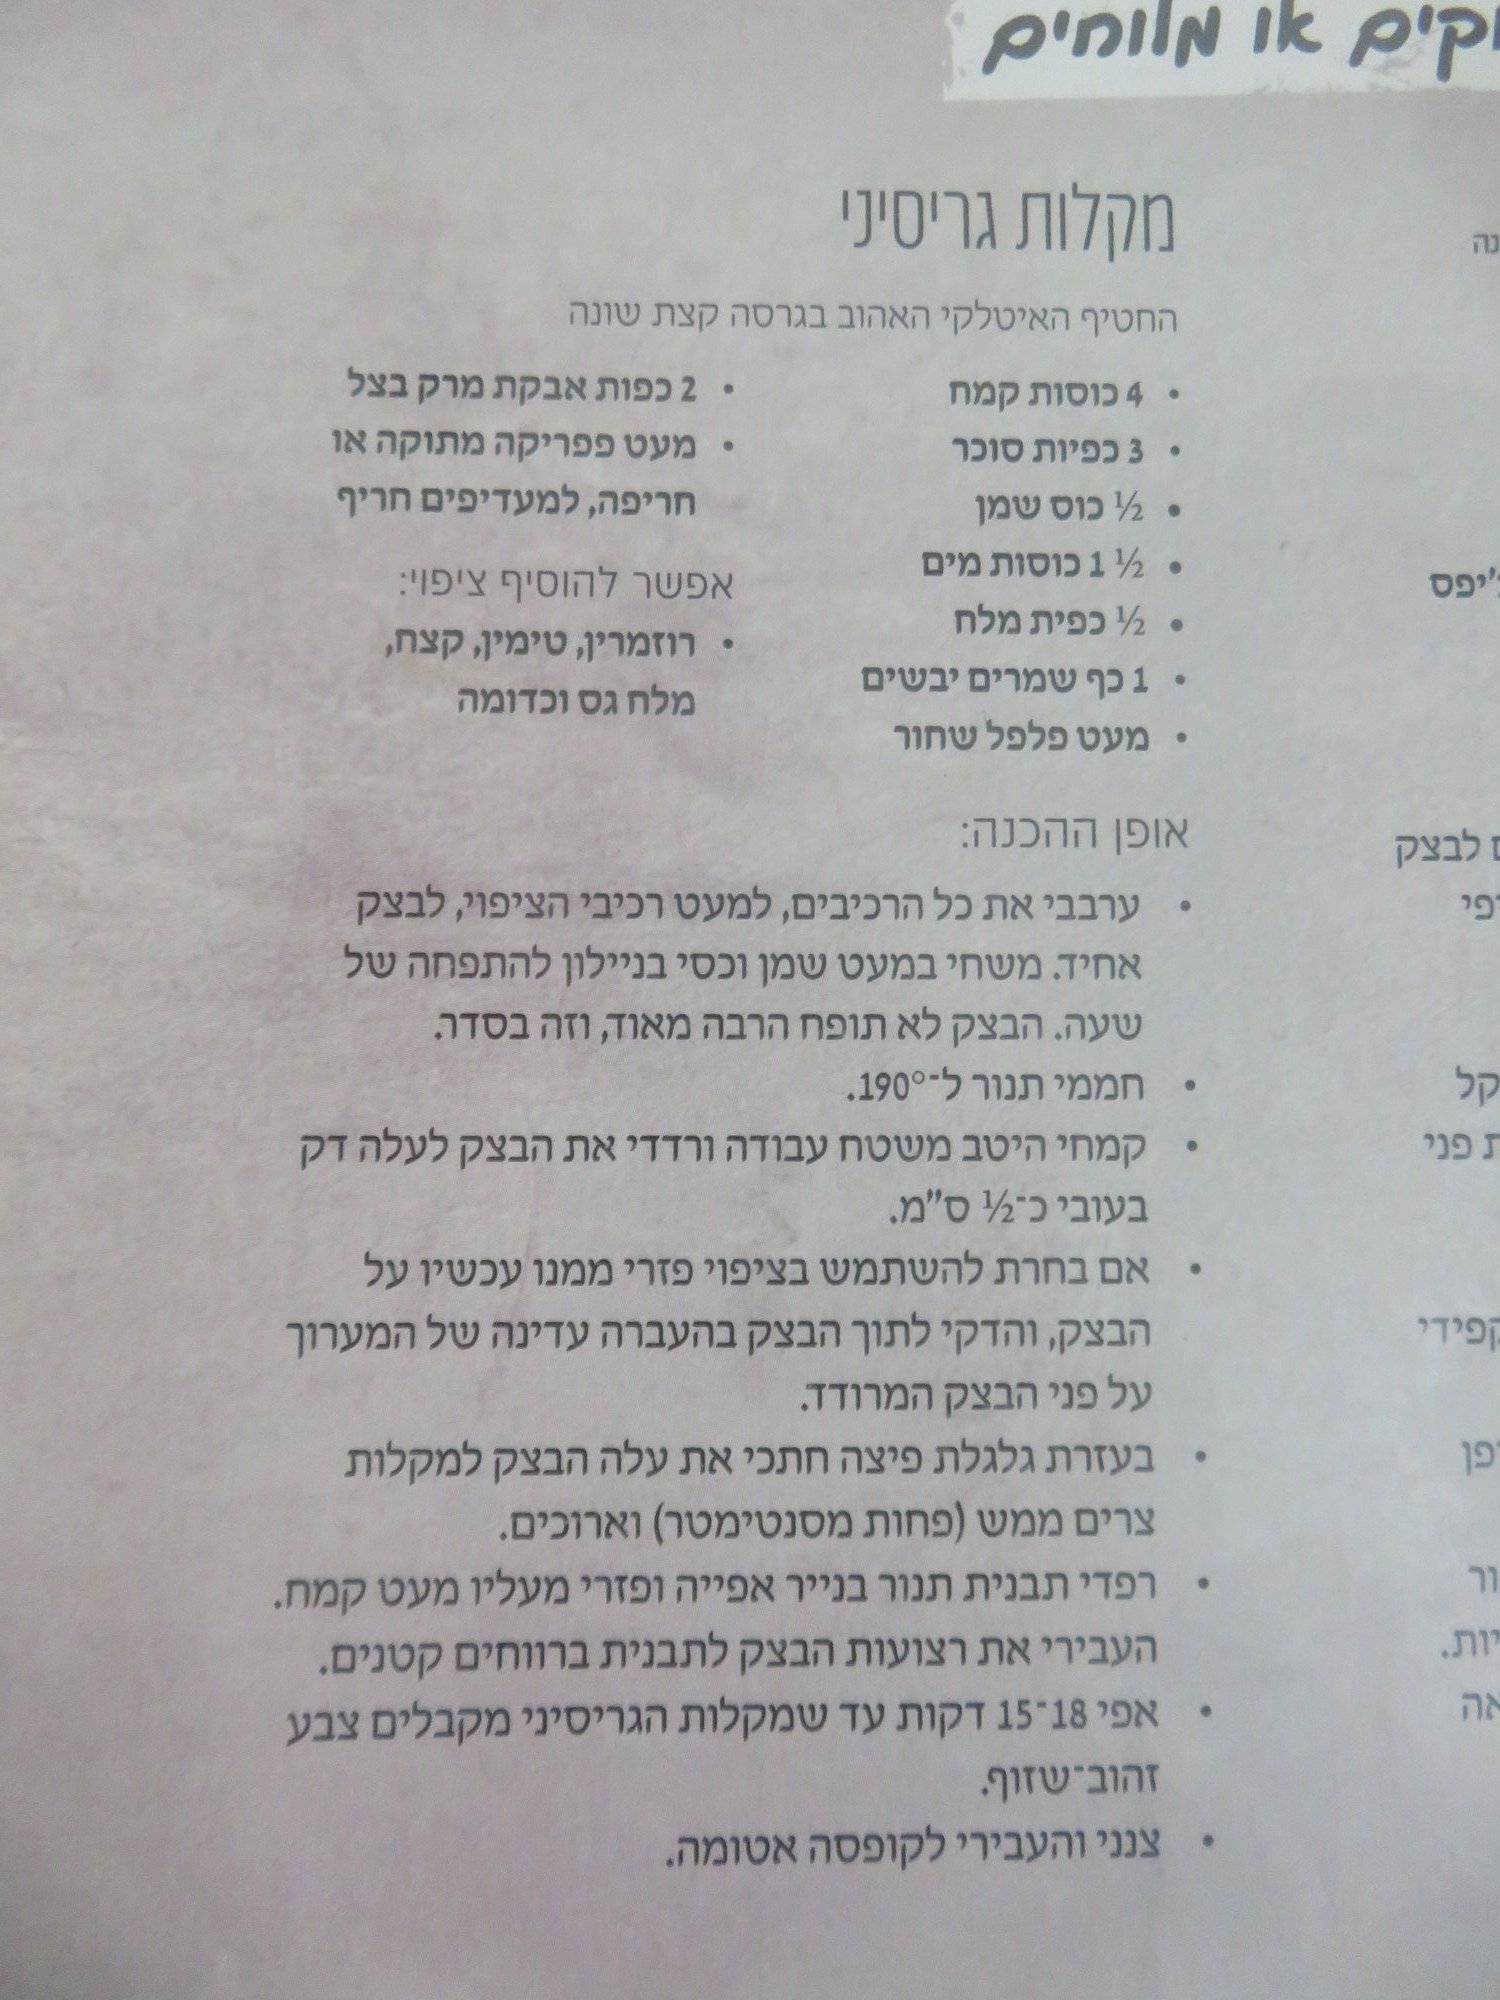 או מלוחים
מקלות גריסיני
החטיף האיטלקי האהוב בגרסה קצת שונה
• 4 כוסות קמח
• 3 כפיות סוכר
• ½ כוס שמן
• ½ 1 כוסות מים
• ½ כפית מלח
• 1 כף שמרים יבשים
• מעט פלפל שחור
• 2 כפות אבקת מרק בצל
• מעט פפריקה מתוקה או
חריפה, למעדיפים חריף
אפשר להוסיף ציפוי:
• רוזמרין, טימין, קצח,
מלח גס וכדומה
אופן ההכנה:
• ערבבי את כל הרכיבים, למעט רכיבי הציפוי, לבצק
אחיד. משחי במעט שמן וכסי בניילון להתפחה של
שעה. הבצק לא תופח הרבה מאוד, וזה בסדר.
• חממי תנור ל־190°.
• קמחי היטב משטח עבודה ורדדי את הבצק לעלה דק
בעובי כ־½ ס"מ.
• אם בחרת להשתמש בציפוי פזרי ממנו עכשיו על
הבצק, והדקי לתוך הבצק בהעברה עדינה של המערוך
על פני הבצק המרודד.
• בעזרת גלגלת פיצה חתכי את עלה הבצק למקלות
צרים ממש (פחות מסנטימטר) וארוכים.
• רפדי תבנית תנור בנייר אפייה ופזרי מעליו מעט קמח.
העבירי את רצועות הבצק לתבנית ברווחים קטנים.
• אפי 15־18 דקות עד שמקלות הגריסיני מקבלים צבע
זהוב־שזוף.
• צנני והעבירי לקופסה אטומה.
לבצק
פני